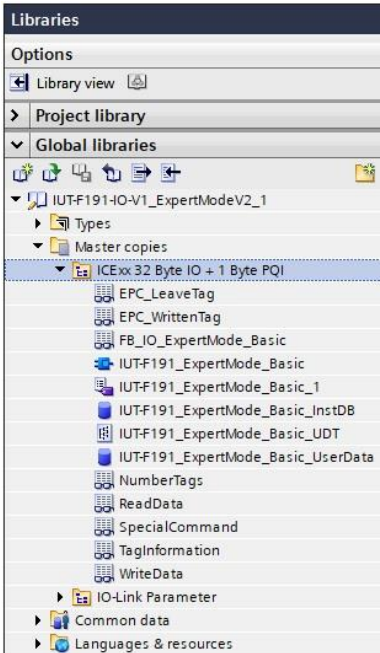 Libraries
Options
Library view
Project library
Global libraries
IUT-F191-IO-V1_ExpertModeV2_1
Types
Master copies
ICExx 32 Byte IO + 1 Byte PQI
EPC_LeaveTag
EPC_WrittenTag
FB_IO_ExpertMode_Basic
IUT-F191_ExpertMode_Basic
IUT-F191_ExpertMode_Basic_1
IUT-F191_ExpertMode_Basic_InstDB
IUT-F191_ExpertMode_Basic_UDT
IUT-F191_ExpertMode_Basic_UserData
NumberTags
ReadData
SpecialCommand
TagInformation
WriteData
IO-Link Parameter
Common data
Languages & resources